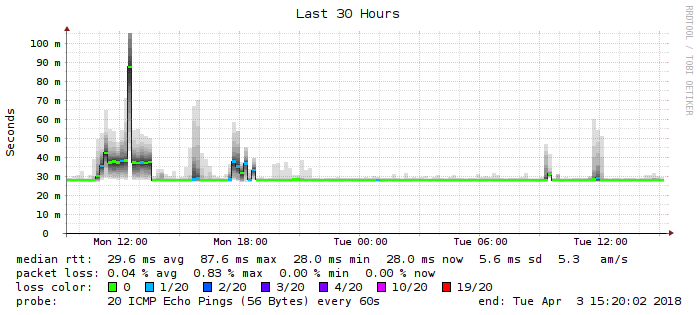 Last 30 Hours
RRDTOOL / TOBI OETIKER
Seconds
100 m
90 m
80 m
70 m
60 m
50 m
40 m
30 m
20 m
10 m
0
Mon 12:00 Mon 18:00 Tue 00:00 Tue 06:00 Tue 12:00
median rtt: 29.6 ms avg 87.6 ms max 28.0 ms min 28.0 ms now 5.6 ms sd 5.3 am/s
packet loss: 0.04 % avg 0.83 % max 0.00 % min 0.00 % now
loss color: 0 1/20 2/20 3/20 4/20 10/20 19/20
probe: 20 ICMP Echo Pings (56 Bytes) every 60s end: Tue Apr 3 15:20:02 2018